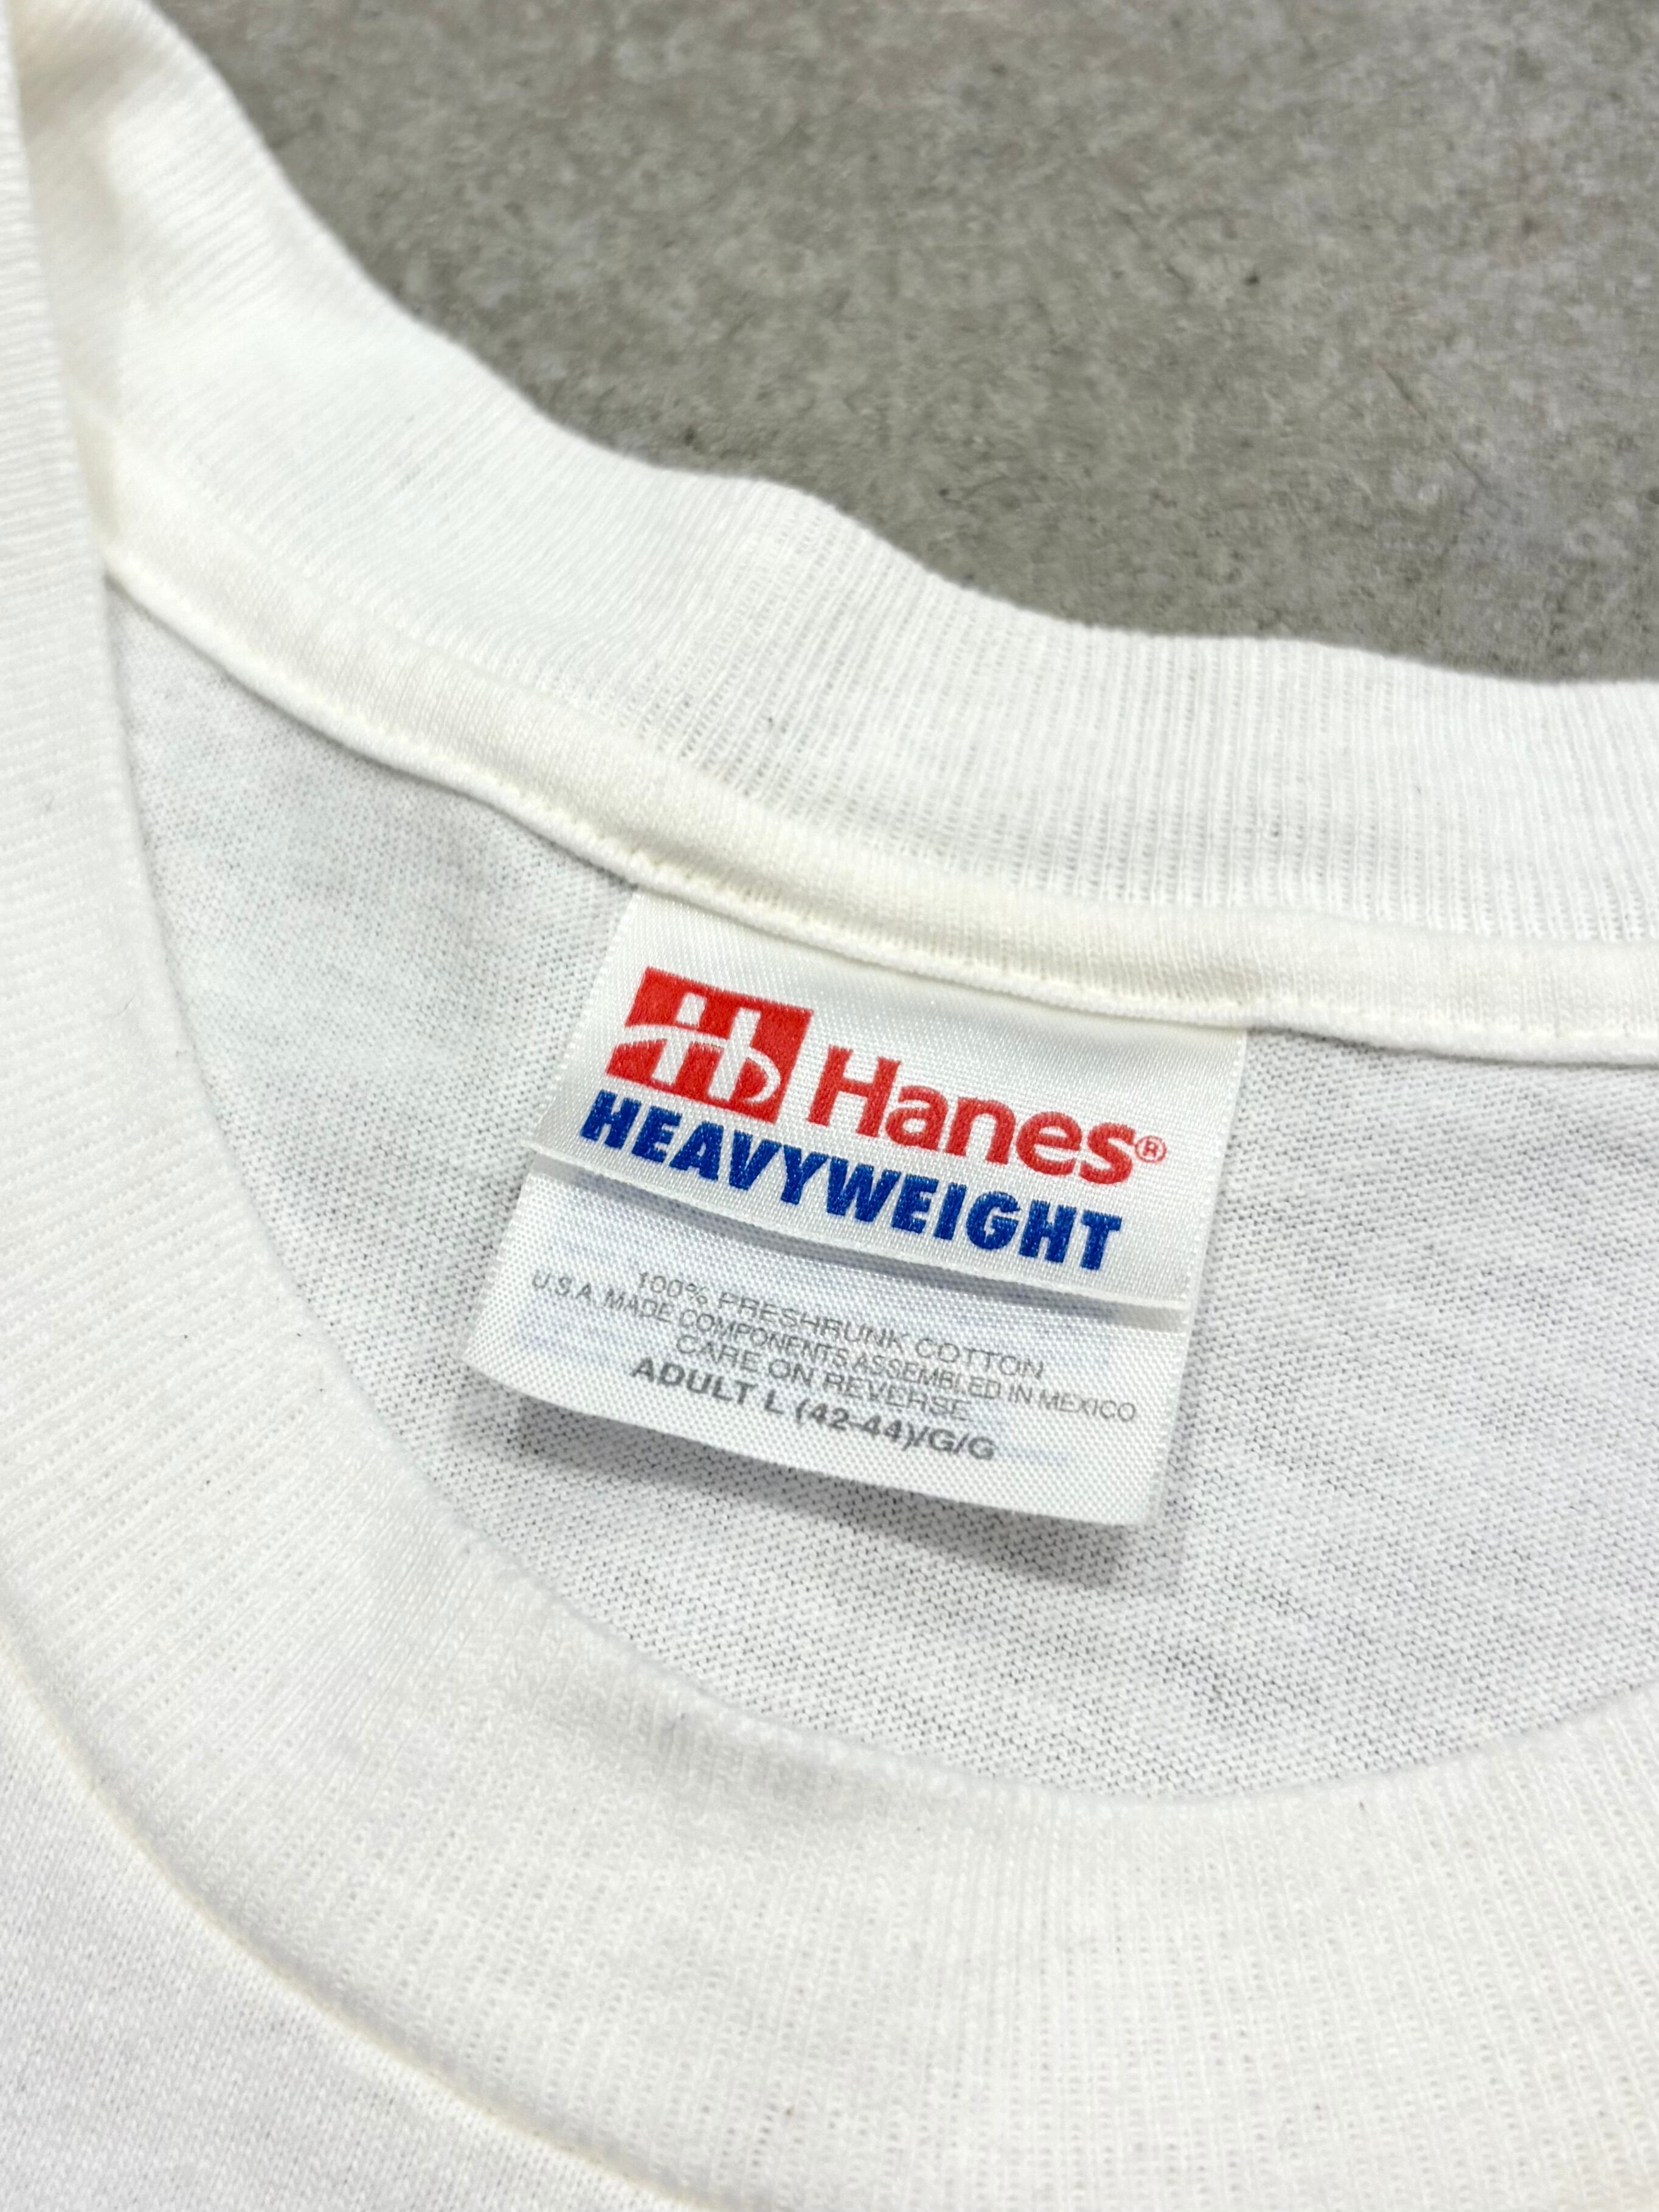 Hanes®
HEAVYWEIGHT
100% PRESHRUNK COTTON
U.S.A. MADE COMPONENTS ASSEMBLED IN MEXICO
CARE ON REVERSE
ADULT L (42-44)/G/G